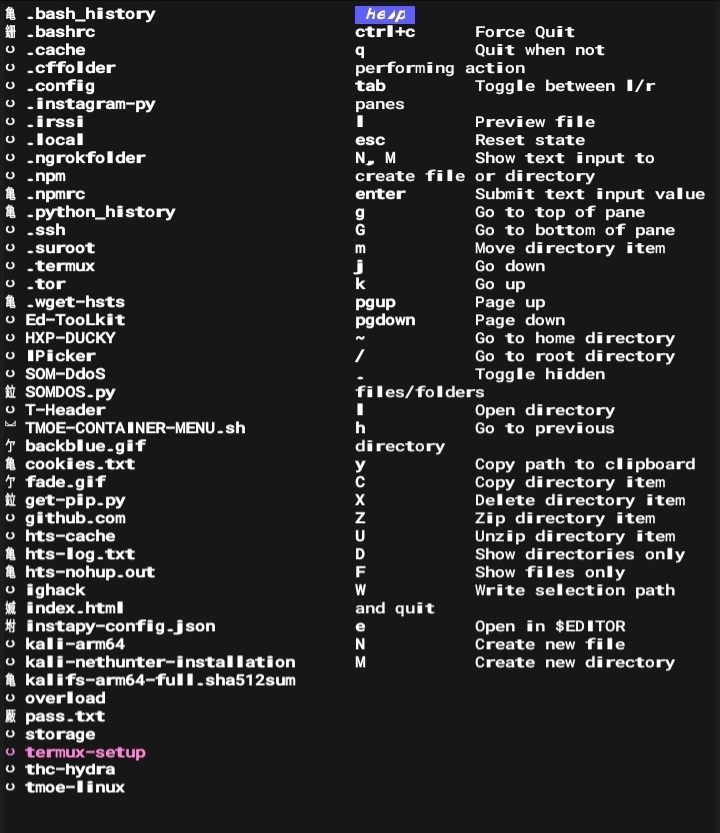 .bash_history
.bashrc
.cache
.cffolder
.config
.instagram-py
.irssi
.local
.ngrokfolder
.npm
.npmrc
.python_history
.ssh
.suroot
.termux
.tor
.wget-hsts
Ed-TooLkit
HXP-DUCKY
IPicker
SOM-DdoS
SOMDOS.py
T-Header
TMOE-CONTAINER-MENU.sh
backblue.gif
cookies.txt
fade.gif
get-pip.py
github.com
hts-cache
hts-log.txt
hts-nohup.out
ighack
index.html
instapy-config.json
kali-arm64
kali-nethunter-installation
kalifs-arm64-full.sha512sum
overload
pass.txt
storage
termux-setup
thc-hydra
tmoe-linux
ctrl+c Force Quit
q Quit when not
performing action
tab Toggle between l/r
panes
l Preview file
esc Reset state
N, M Show text input to
create file or directory
enter Submit text input value
g Go to top of pane
G Go to bottom of pane
m Move directory item
j Go down
k Go up
pgup Page up
pgdown Page down
~ Go to home directory
/ Go to root directory
. Toggle hidden
files/folders
l Open directory
h Go to previous
directory
y Copy path to clipboard
C Copy directory item
X Delete directory item
Z Zip directory item
U Unzip directory item
D Show directories only
F Show files only
W Write selection path
and quit
e Open in $EDITOR
N Create new file
M Create new directory